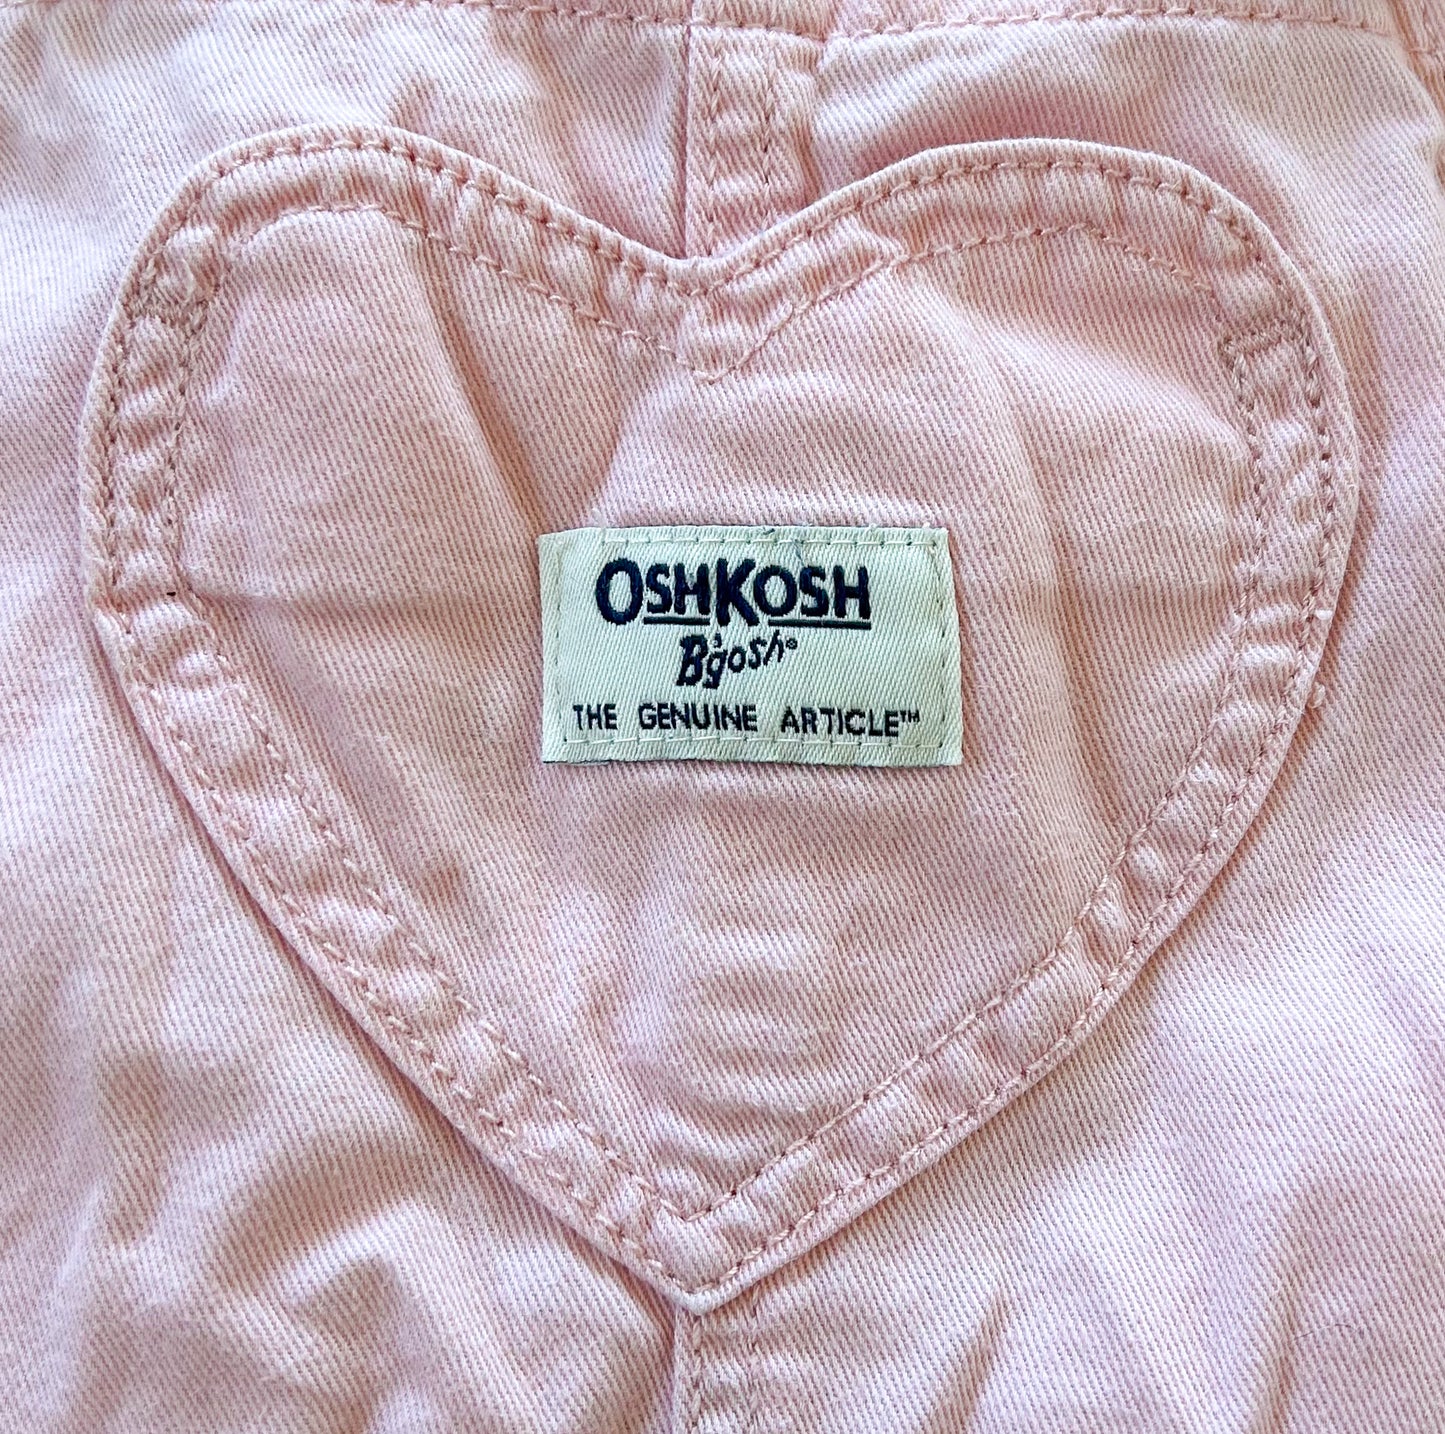 OSHKOSH
B'gosh®
THE GENUINE ARTICLE™